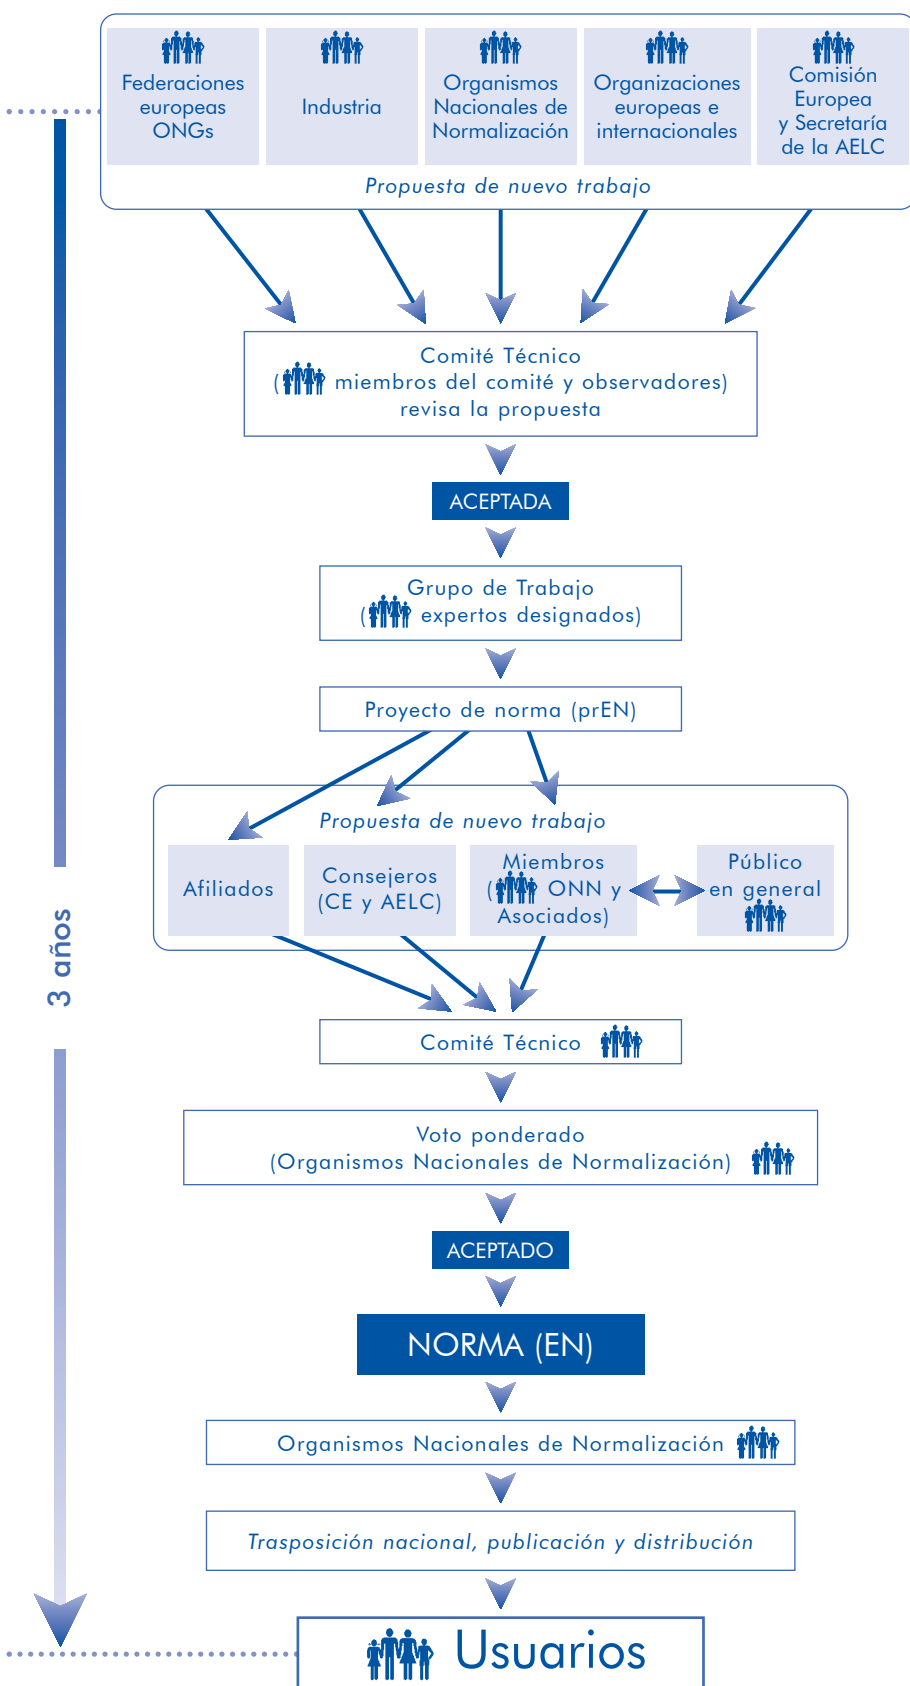 Federaciones
europeas
ONGs
Industria
Organismos
Nacionales de
Normalización
Organizaciones
europeas e
internacionales
Comisión
Europea
y Secretaría
de la AELC
Propuesta de nuevo trabajo
Comité Técnico
( miembros del comité y observadores)
revisa la propuesta
ACEPTADA
Grupo de Trabajo
( expertos designados)
Proyecto de norma (prEN)
Propuesta de nuevo trabajo
Afiliados
Consejeros
(CE y AELC)
Miembros
( ONN y
Asociados)
Público
en general
3 años
Comité Técnico
Voto ponderado
(Organismos Nacionales de Normalización)
ACEPTADO
NORMA (EN)
Organismos Nacionales de Normalización
Trasposición nacional, publicación y distribución
Usuarios